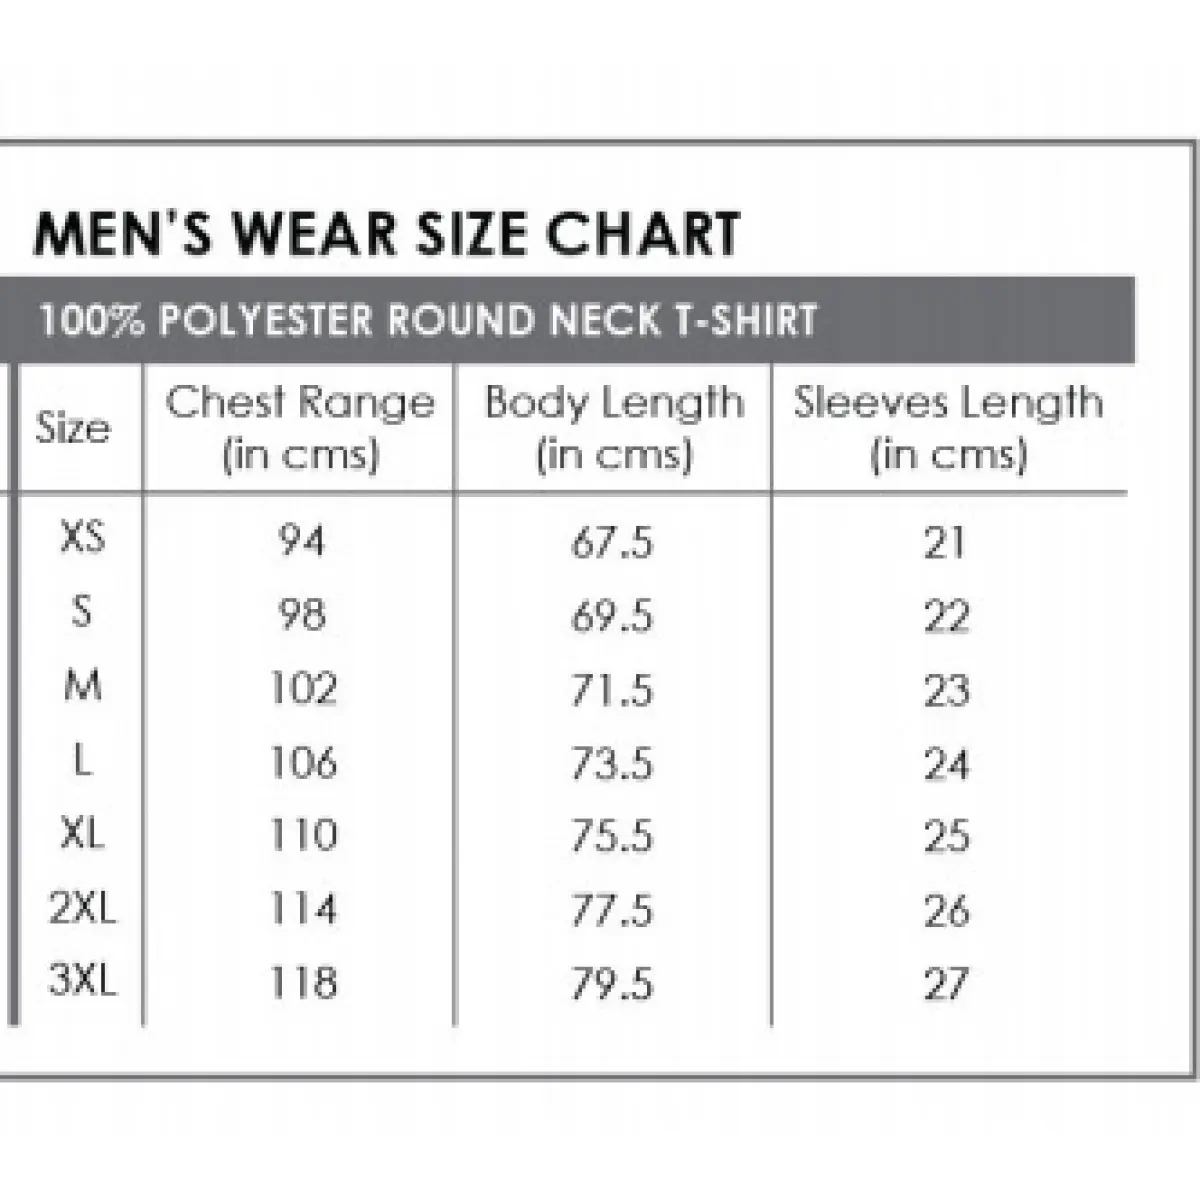 MEN'S WEAR SIZE CHART
100% POLYESTER ROUND NECK T-SHIRT
Size Chest Range (in cms) Body Length (in cms) Sleeves Length (in cms)
XS 94 67.5 21
S 98 69.5 22
M 102 71.5 23
L 106 73.5 24
XL 110 75.5 25
2XL 114 77.5 26
3XL 118 79.5 27